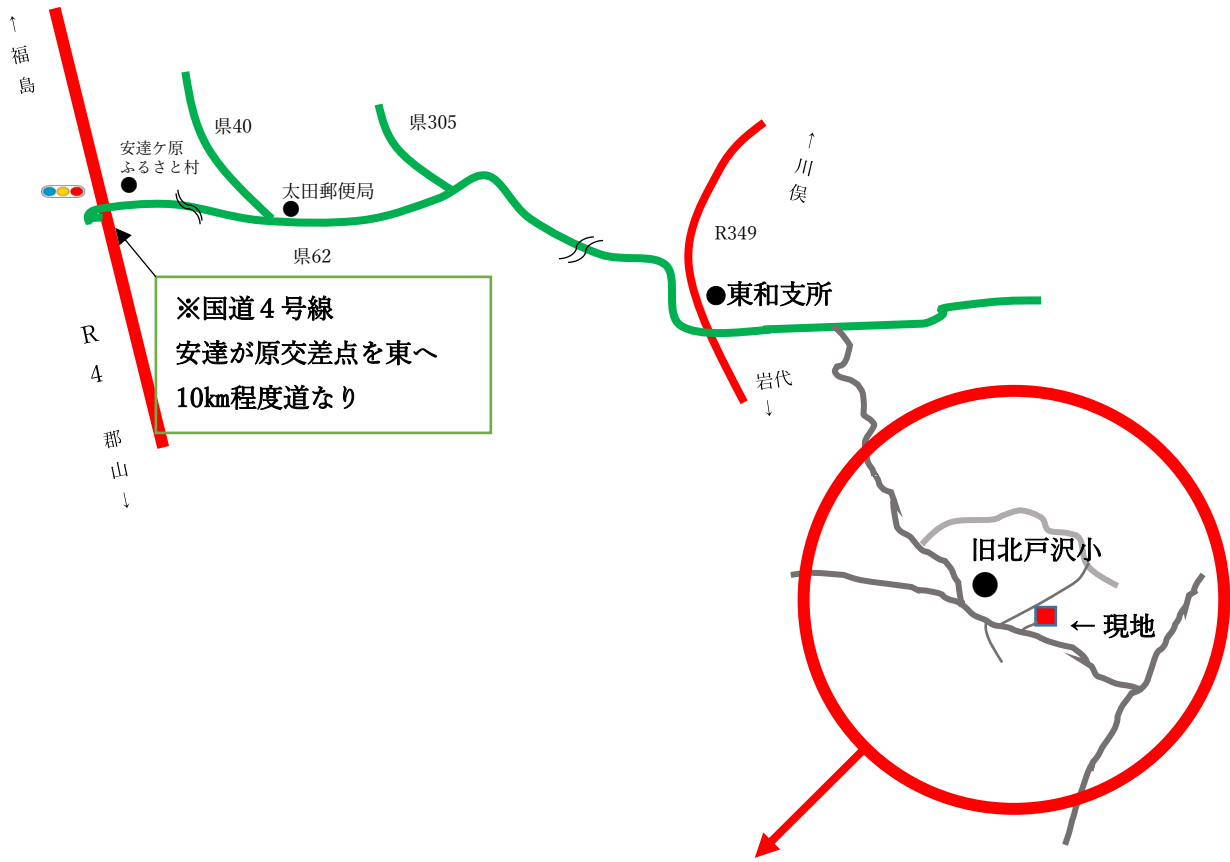 ↑福島
県40
県305
安達ケ原
ふるさと村
太田郵便局
↑川俣
R349
県62
東和支所
※国道４号線
安達が原交差点を東へ
10㎞程度道なり
R4
岩代
↓
郡山↓
旧北戸沢小
←現地